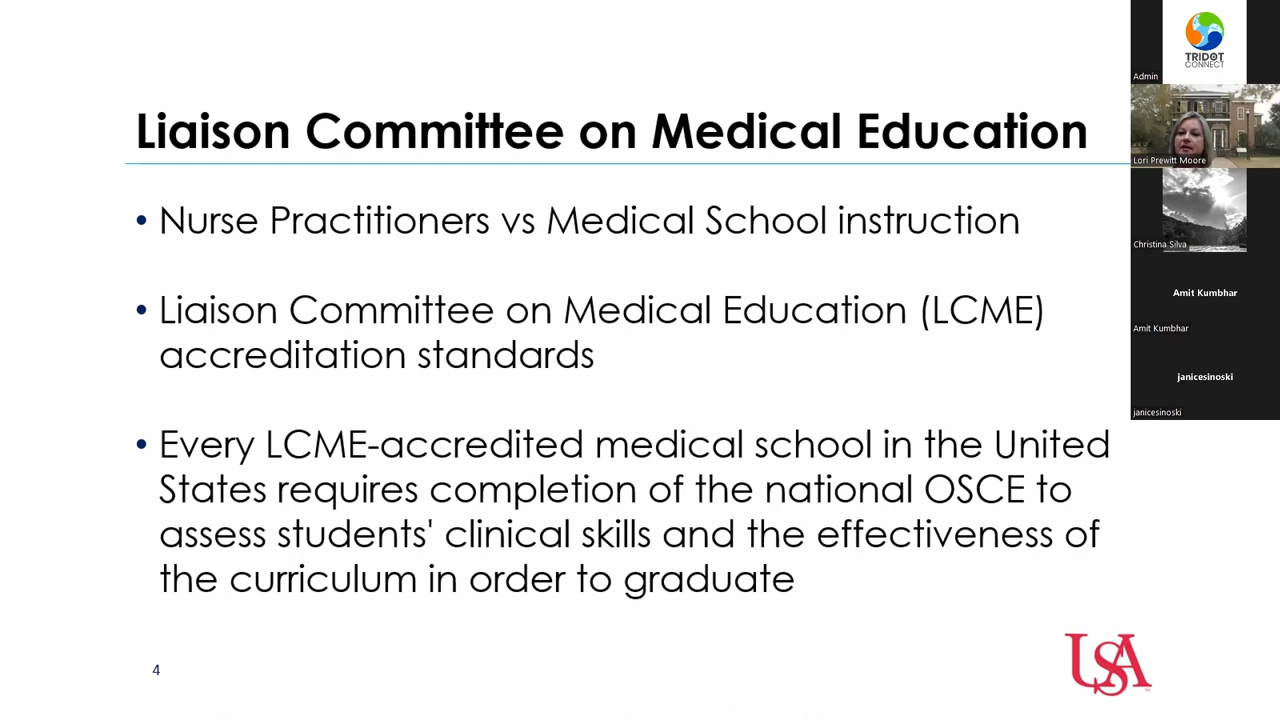 Liaison Committee on Medical Education
• Nurse Practitioners vs Medical School instruction
• Liaison Committee on Medical Education (LCME)
accreditation standards
• Every LCME-accredited medical school in the United
States requires completion of the national OSCE to
assess students' clinical skills and the effectiveness of
the curriculum in order to graduate
4
USA
TRIDOT
CONNECT
Admin
Lori Prewitt Moore
Christina Silva
Amit Kumbhar
Amit Kumbhar
janicesinoski
janicesinoski